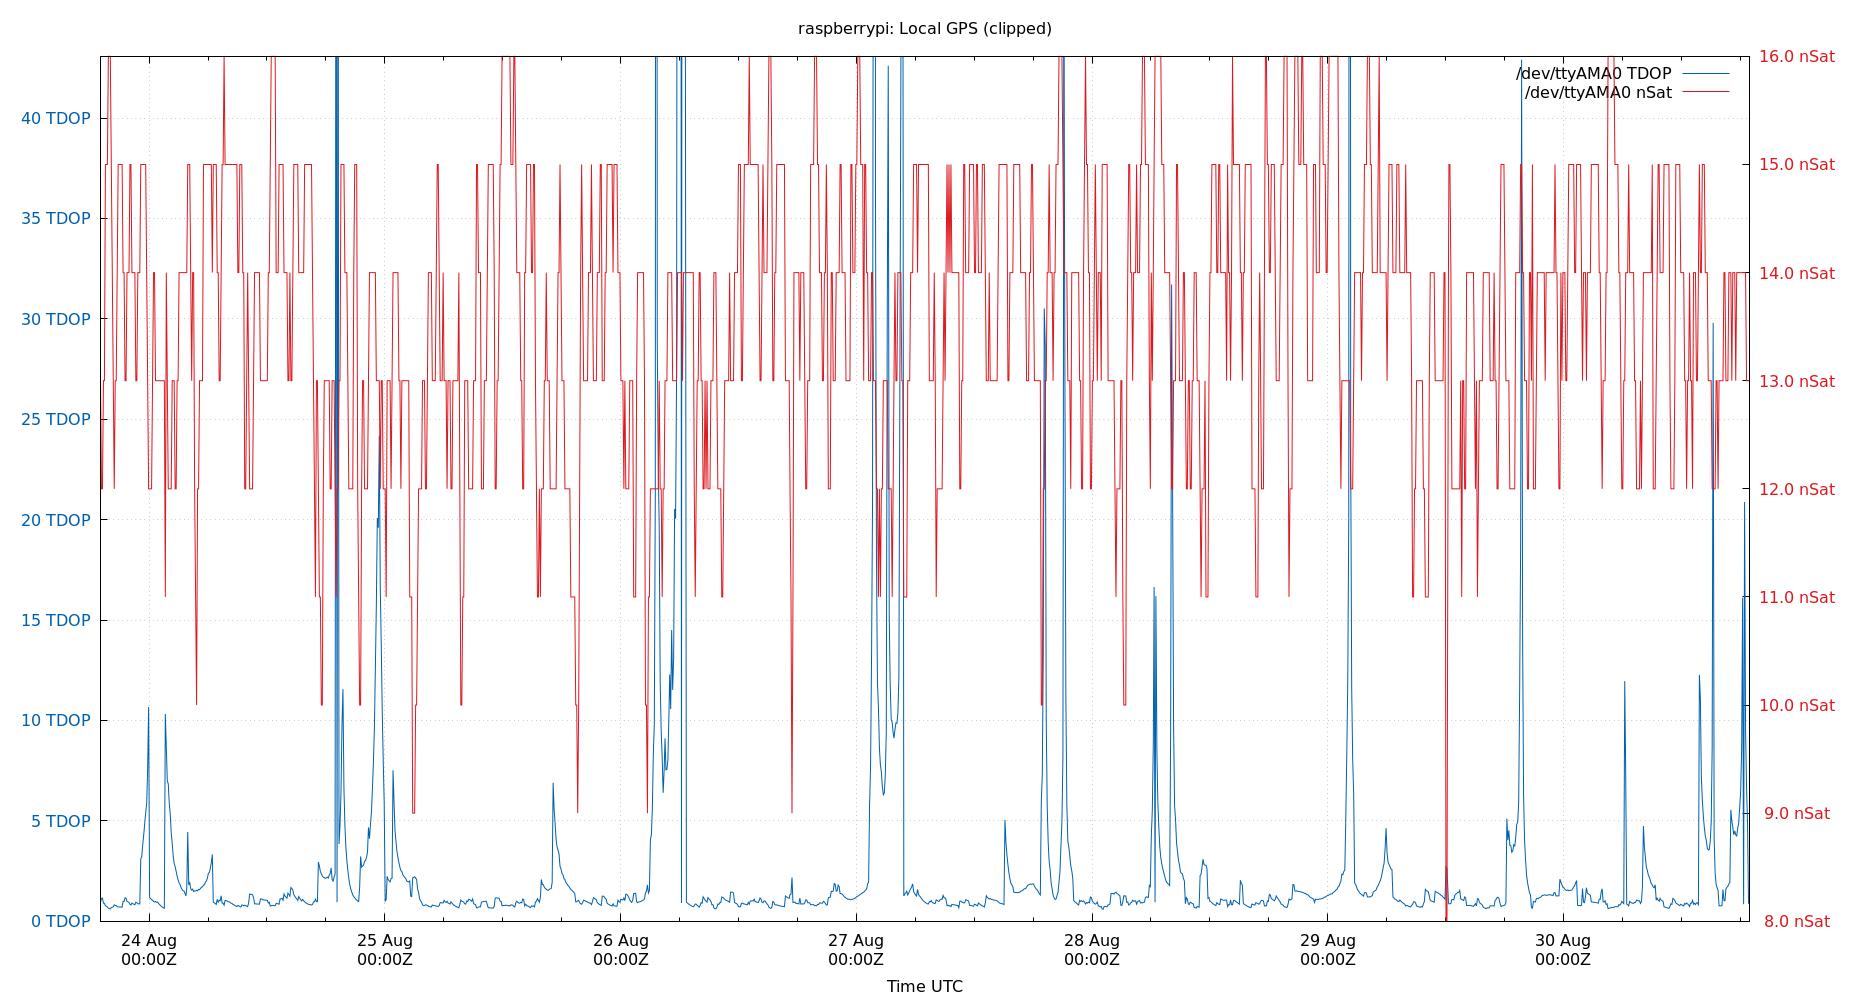 raspberrypi: Local GPS (clipped)
/dev/ttyAMA0 TDOP
/dev/ttyAMA0 nSat
40 TDOP
35 TDOP
30 TDOP
25 TDOP
20 TDOP
15 TDOP
10 TDOP
5 TDOP
0 TDOP
16.0 nSat
15.0 nSat
14.0 nSat
13.0 nSat
12.0 nSat
11.0 nSat
10.0 nSat
9.0 nSat
8.0 nSat
24 Aug
00:00Z
25 Aug
00:00Z
26 Aug
00:00Z
27 Aug
00:00Z
28 Aug
00:00Z
29 Aug
00:00Z
30 Aug
00:00Z
Time UTC